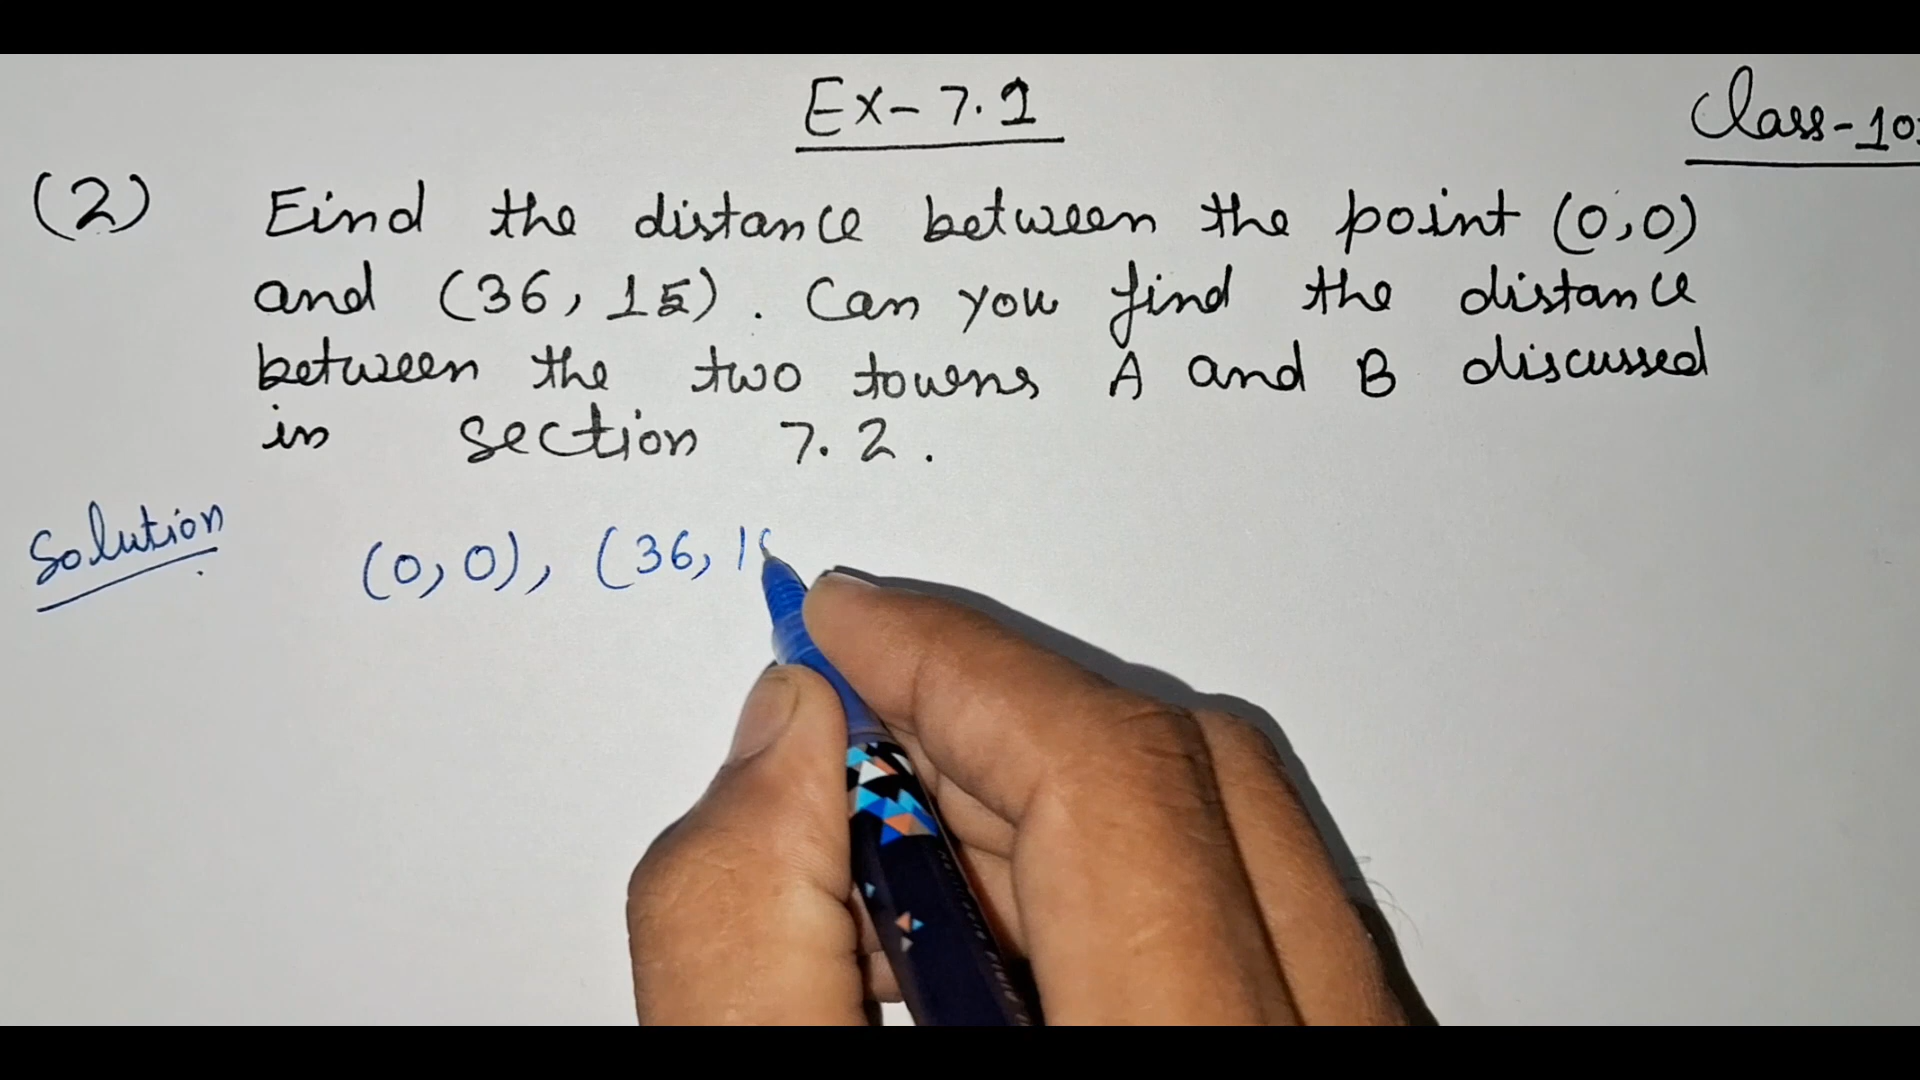 Ex-7.1
Class-10
(2) Eind the distance between the point (0,0)
and (36, 15). Can you find the distance
between the two towns A and B discussed
in section 7.2.
Solution (0,0), (36, 1